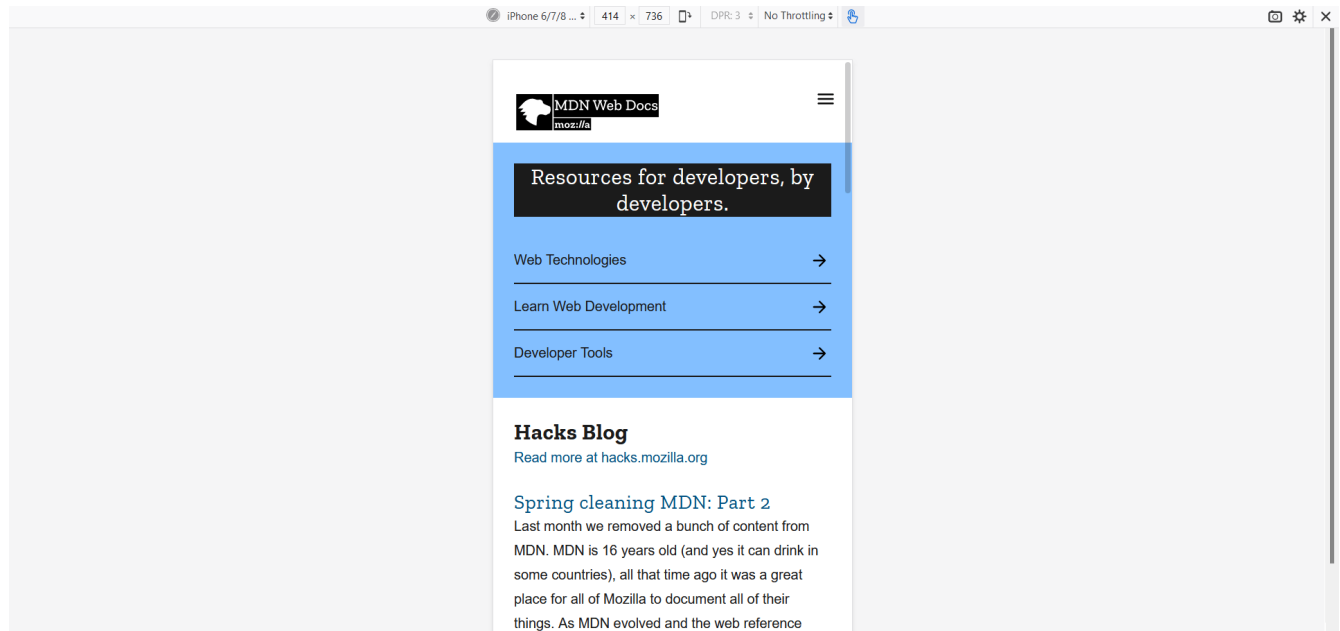 iPhone 6/7/8 ... 414 × 736 DPR: 3 No Throttling
MDN Web Docs
moz://a
Resources for developers, by
developers.
Web Technologies
Learn Web Development
Developer Tools
Hacks Blog
Read more at hacks.mozilla.org
Spring cleaning MDN: Part 2
Last month we removed a bunch of content from
MDN. MDN is 16 years old (and yes it can drink in
some countries), all that time ago it was a great
place for all of Mozilla to document all of their
things. As MDN evolved and the web reference